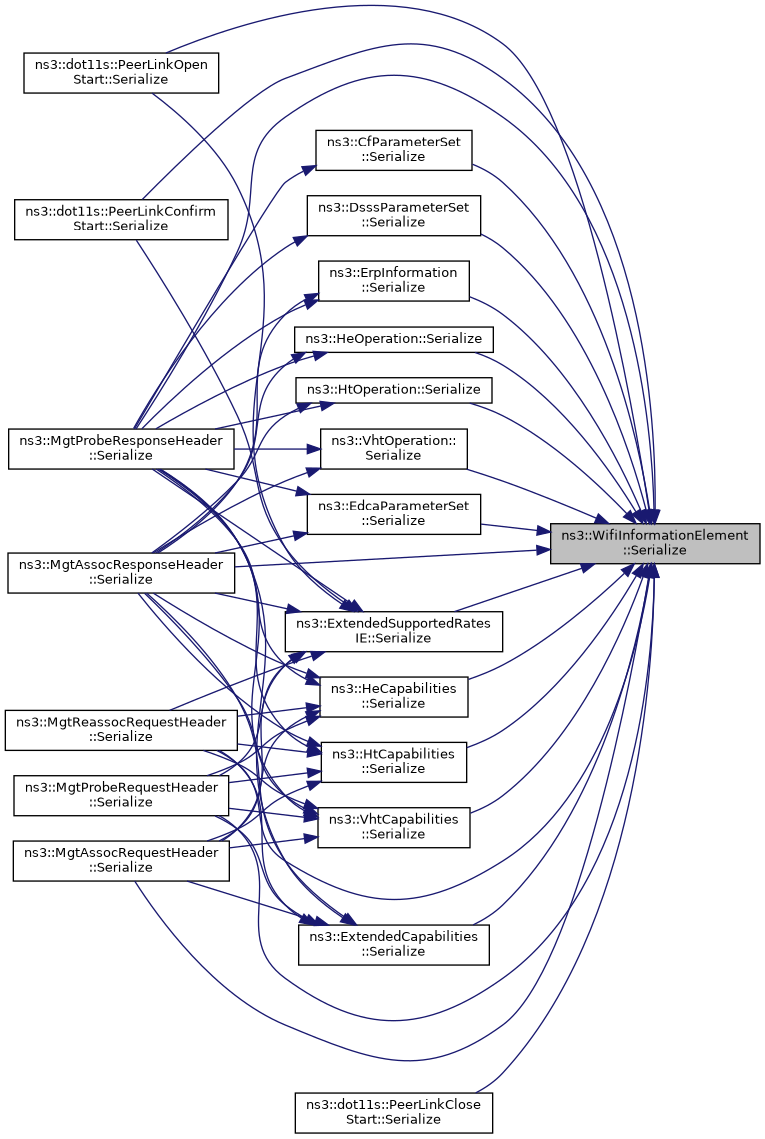 ns3::dot11s::PeerLinkOpen
Start::Serialize
ns3::CfParameterSet
::Serialize
ns3::DsssParameterSet
::Serialize
ns3::dot11s::PeerLinkConfirm
Start::Serialize
ns3::ErpInformation
::Serialize
ns3::HeOperation::Serialize
ns3::HtOperation::Serialize
ns3::MgtProbeResponseHeader
::Serialize
ns3::VhtOperation::
Serialize
ns3::EdcaParameterSet
::Serialize
ns3::WifiInformationElement
::Serialize
ns3::MgtAssocResponseHeader
::Serialize
ns3::ExtendedSupportedRates
IE::Serialize
ns3::HeCapabilities
::Serialize
ns3::MgtReassocRequestHeader
::Serialize
ns3::HtCapabilities
::Serialize
ns3::MgtProbeRequestHeader
::Serialize
ns3::VhtCapabilities
::Serialize
ns3::MgtAssocRequestHeader
::Serialize
ns3::ExtendedCapabilities
::Serialize
ns3::dot11s::PeerLinkClose
Start::Serialize